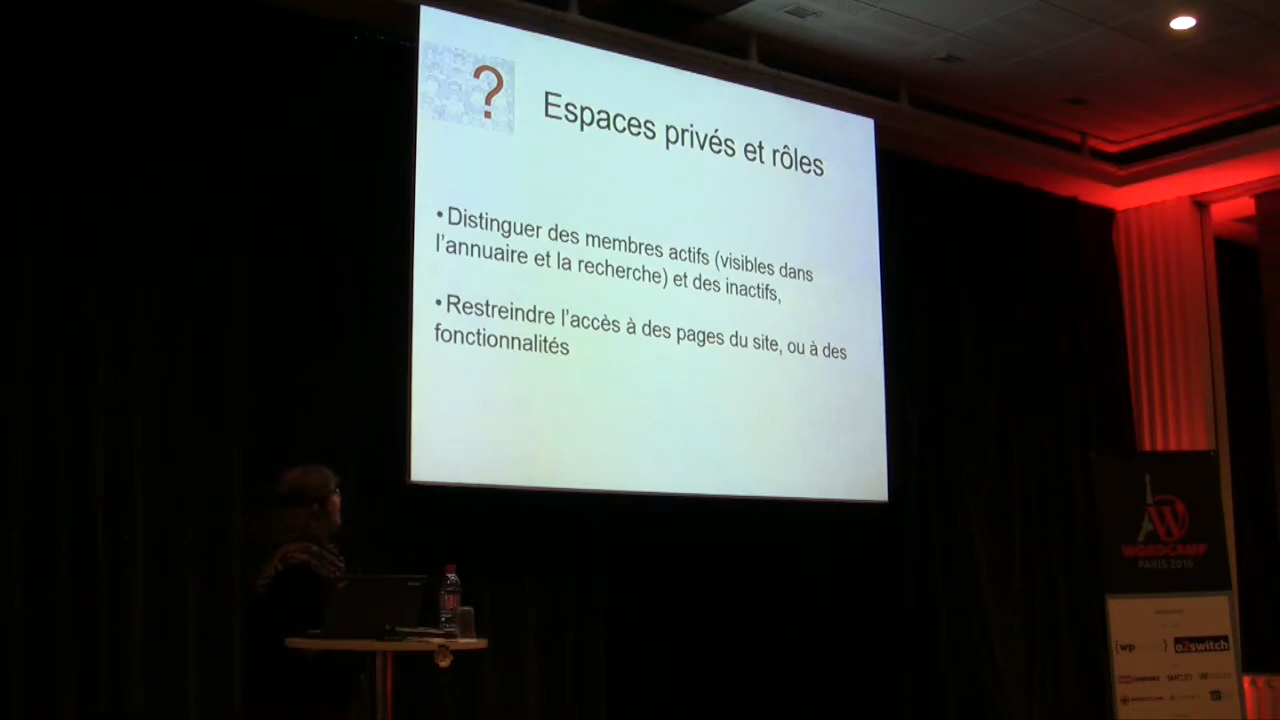 ?
Espaces privés et rôles
•Distinguer des membres actifs (visibles dans
l'annuaire et la recherche) et des inactifs,
•Restreindre l'accès à des pages du site, ou à des
fonctionnalités
W
WORDCAMP
PARIS 2016
{wp }
o2switch